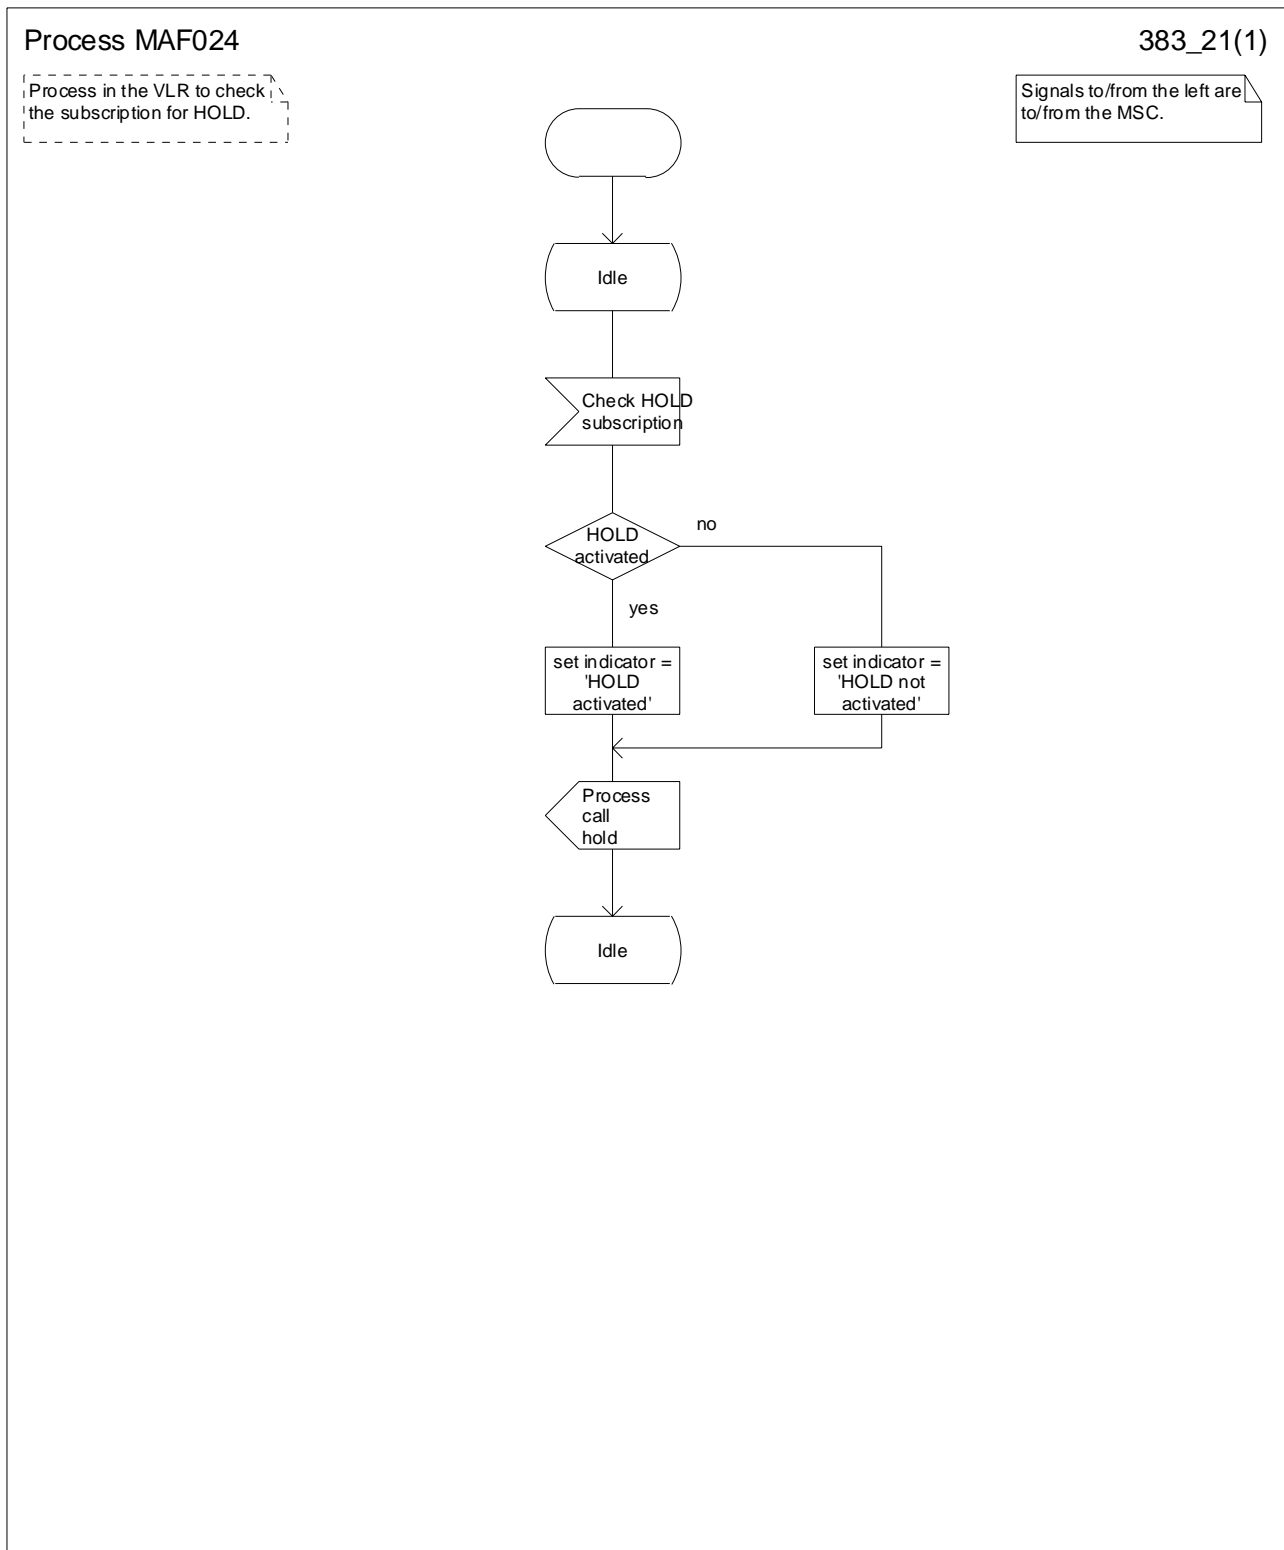 Process MAF024
383_21(1)
Process in the VLR to check
the subscription for HOLD.
Signals to/from the left are
to/from the MSC.
Idle
Check HOLD
subscription
HOLD
activated
no
yes
set indicator =
'HOLD
activated'
set indicator =
'HOLD not
activated'
Process
call
hold
Idle